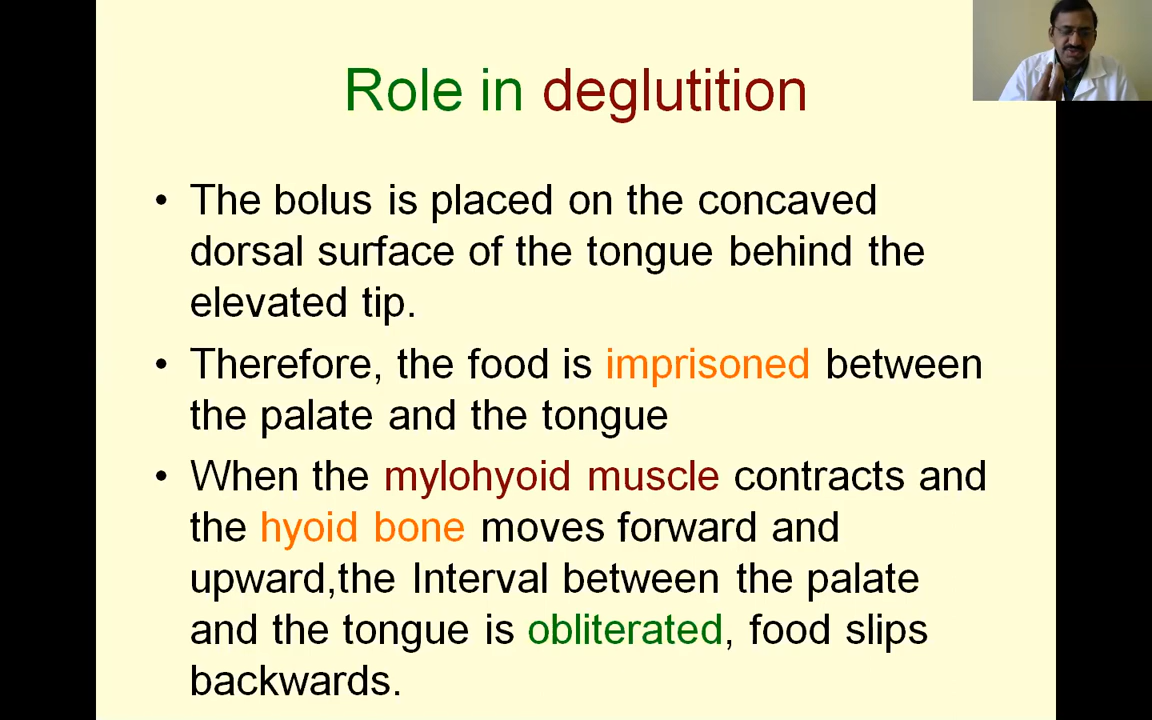 Role in deglutition
• The bolus is placed on the concaved
dorsal surface of the tongue behind the
elevated tip.
• Therefore, the food is imprisoned between
the palate and the tongue
• When the mylohyoid muscle contracts and
the hyoid bone moves forward and
upward,the Interval between the palate
and the tongue is obliterated, food slips
backwards.